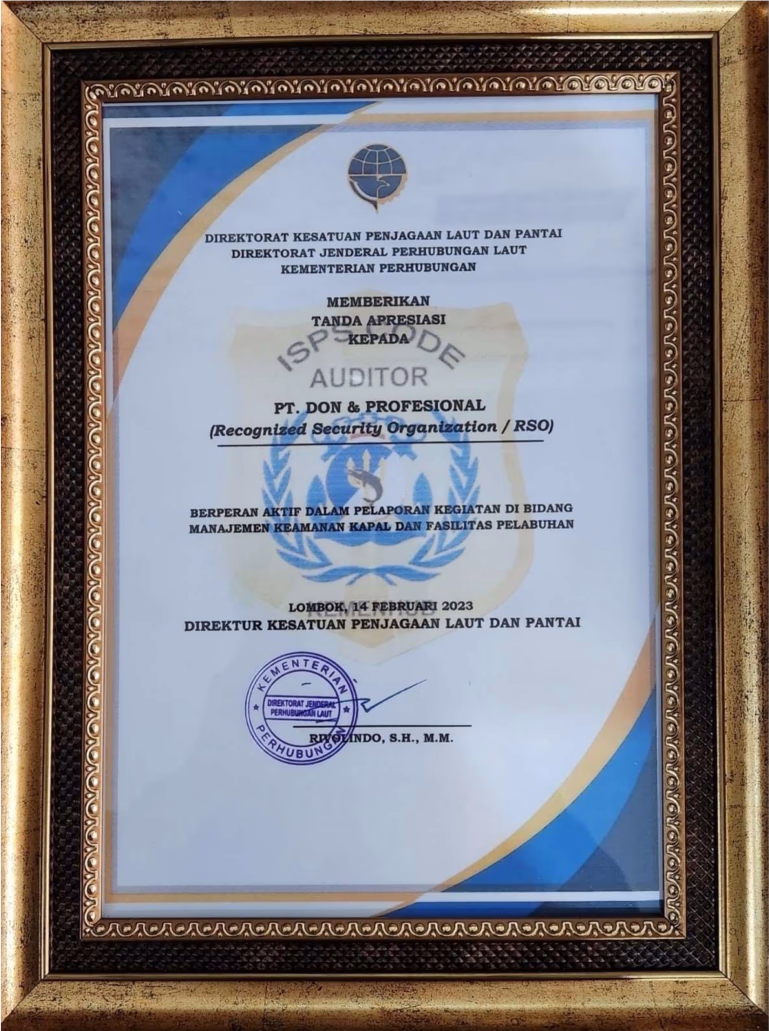 DIREKTORAT KESATUAN PENJAGAAN LAUT DAN PANTAI
DIREKTORAT JENDERAL PERHUBUNGAN LAUT
KEMENTERIAN PERHUBUNGAN
MEMBERIKAN
TANDA APRESIASI
KEPADA
ISPS CODE
AUDITOR
PT. DON & PROFESIONAL
(Recognized Security Organization / RSO)
BERPERAN AKTIF DALAM PELAPORAN KEGIATAN DI BIDANG
MANAJEMEN KEAMANAN KAPAL DAN FASILITAS PELABUHAN
LOMBOK, 14 FEBRUARI 2023
KEMENHUB
DIREKTUR KESATUAN PENJAGAAN LAUT DAN PANTAI
KEMENTERIAN
DIREKTORAT JENDERAL
PERHUBUNGAN LAUT
PERHUBUNGAN
RIVOLINDO, S.H., M.M.